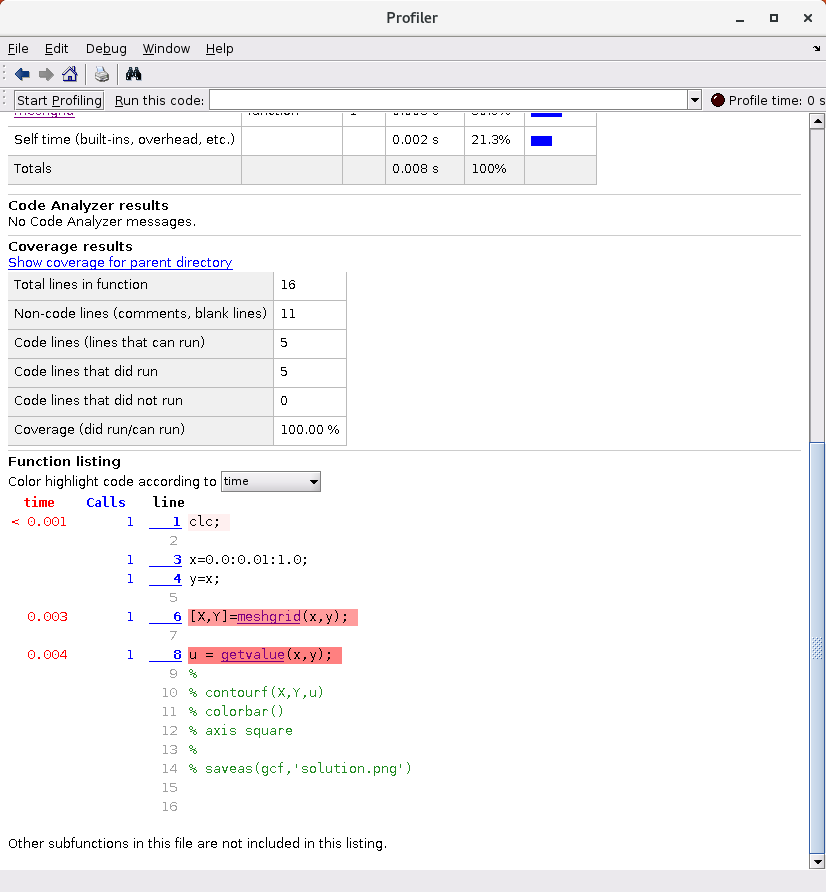 Profiler
File Edit Debug Window Help
Start Profiling Run this code: Profile time: 0 s
Self time (built-ins, overhead, etc.) 0.002 s 21.3%
Totals 0.008 s 100%
Code Analyzer results
No Code Analyzer messages.
Coverage results
Show coverage for parent directory
Total lines in function 16
Non-code lines (comments, blank lines) 11
Code lines (lines that can run) 5
Code lines that did run 5
Code lines that did not run 0
Coverage (did run/can run) 100.00 %
Function listing
Color highlight code according to time
time Calls line
< 0.001 1 1 clc;
2
1 3 x=0.0:0.01:1.0;
1 4 y=x;
5
0.003 1 6 [X,Y]=meshgrid(x,y);
7
0.004 1 8 u = getvalue(x,y);
9 %
10 % contourf(X,Y,u)
11 % colorbar()
12 % axis square
13 %
14 % saveas(gcf,'solution.png')
15
16
Other subfunctions in this file are not included in this listing.